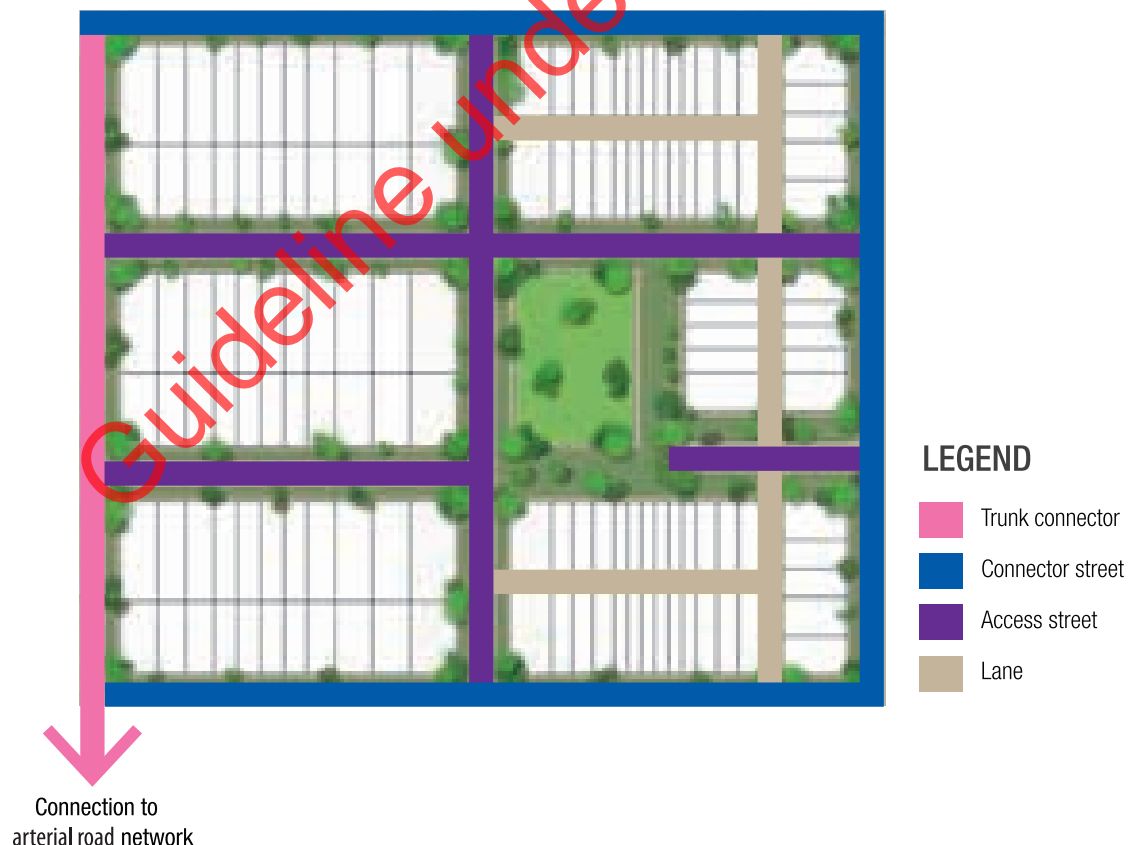 Guideline unde
LEGEND
Trunk connector
Connector street
Access street
Lane
Connection to
arterial road network